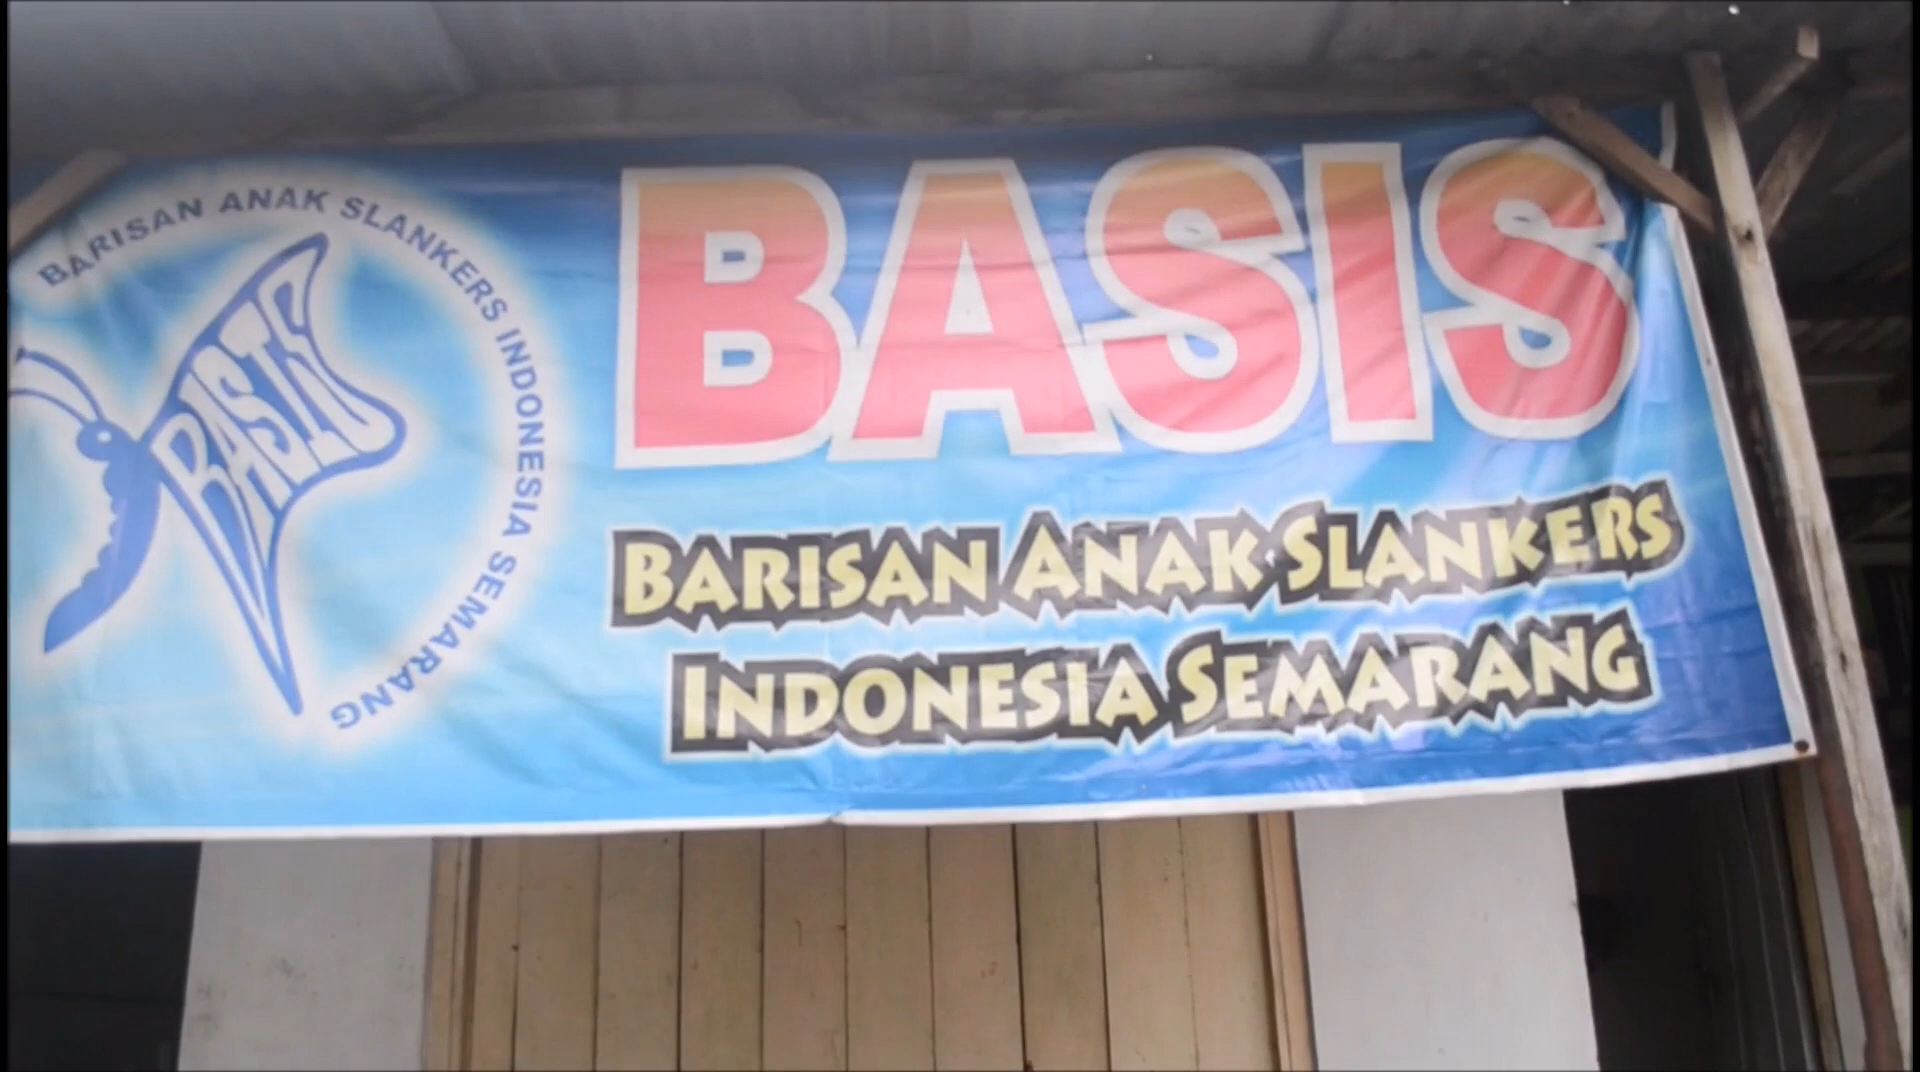 BARISAN ANAK SLANKERS INDONESIA SEMARANG
BASIS
BASIS
BARISAN ANAK SLANKERS
INDONESIA SEMARANG